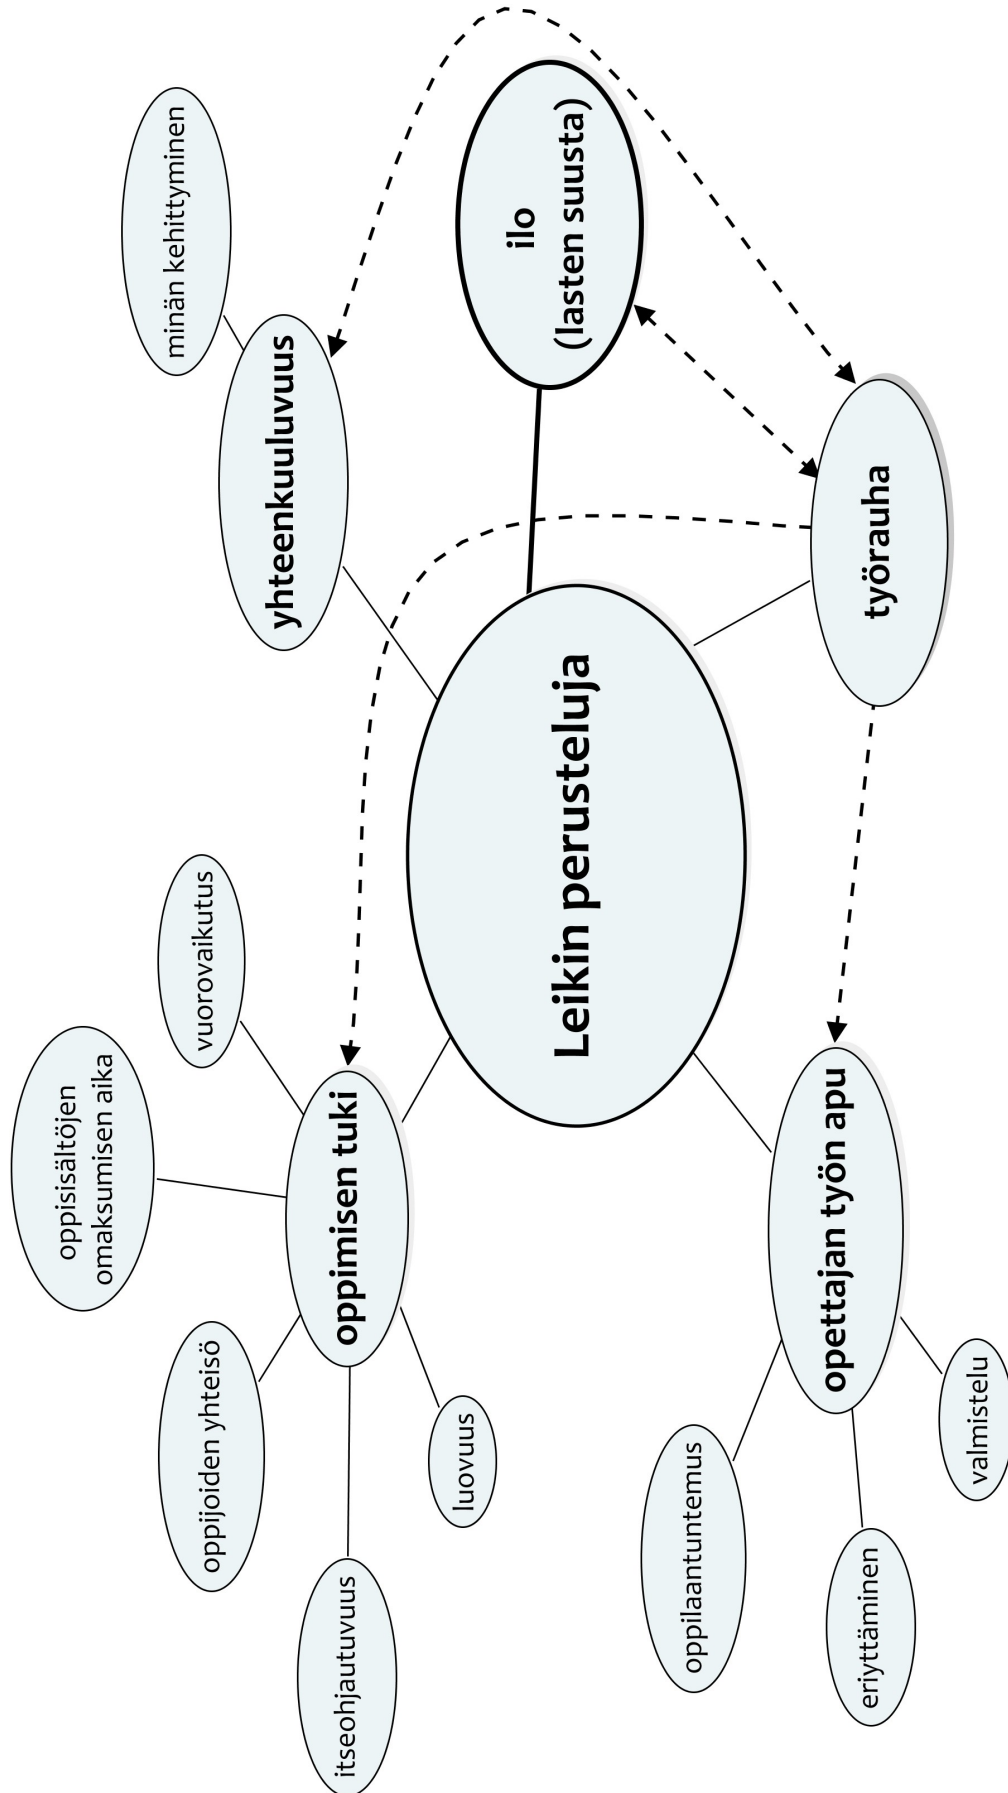 oppisisältöjen
omaksumisen aika
vuorovaikutus
minän kehittyminen
oppijoiden yhteisö
yhteenkuuluvuus
itseohjautuvuus
oppimisen tuki
luovuus
ilo
(lasten suusta)
Leikin perusteluja
oppilaantuntemus
opettajan työn apu
työrauha
eriyttäminen
valmistelu